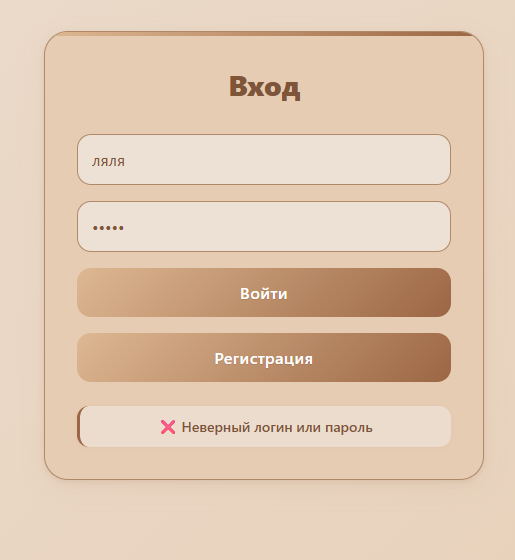 Вход
ляля
•••••
Войти
Регистрация
❌ Неверный логин или пароль